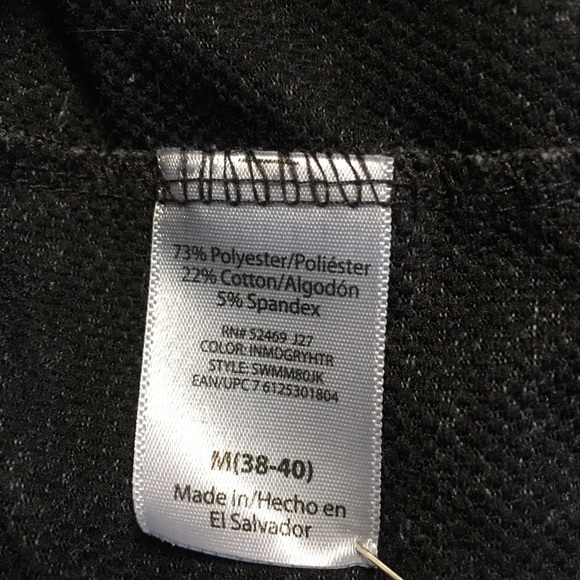 73% Polyester/Poliéster
22% Cotton/Algodón
5% Spandex
RN# 52469 J27
COLOR: INMDGRYHTR
STYLE: SWMM80JK
EAN/UPC 7 6125301804
M(38-40)
Made in/Hecho en
El Salvador